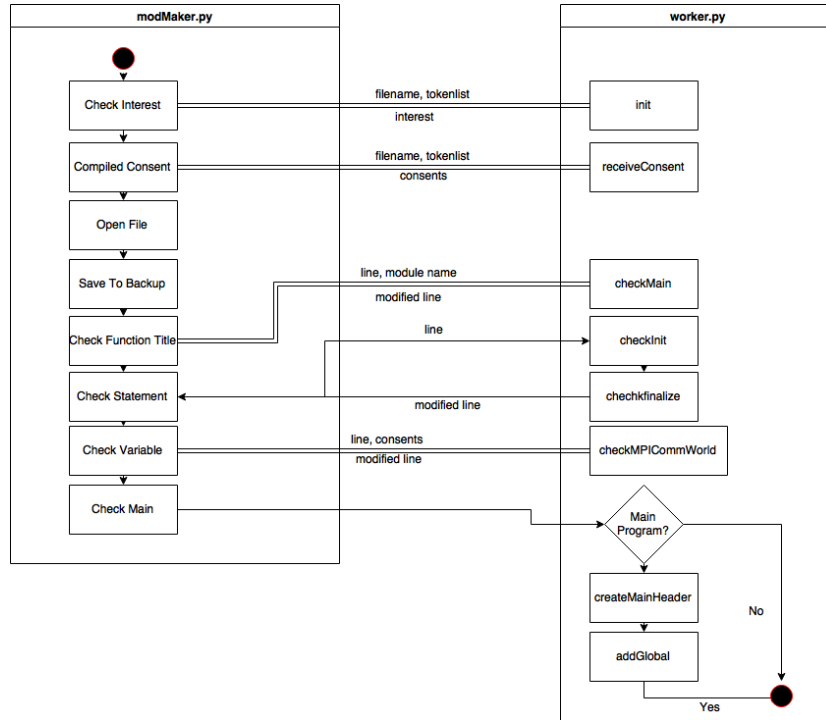 modMaker.py
worker.py
Check Interest
filename, tokenlist
interest
init
Compiled Consent
filename, tokenlist
consents
receiveConsent
Open File
Save To Backup
line, module name
modified line
checkMain
Check Function Title
line
checkInit
Check Statement
modified line
chechkfinalize
Check Variable
line, consents
modified line
checkMPICommWorld
Check Main
Main
Program?
createMainHeader
No
addGlobal
Yes